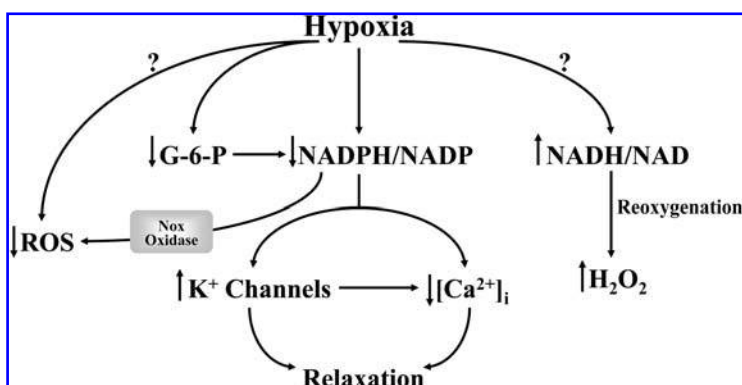 Hypoxia
? ?
↓G-6-P ↓NADPH/NADP ↑NADH/NAD
Nox
Oxidase
Reoxygenation
↓ROS
↑K⁺ Channels ↓[Ca²⁺]ᵢ ↑H₂O₂
Relaxation